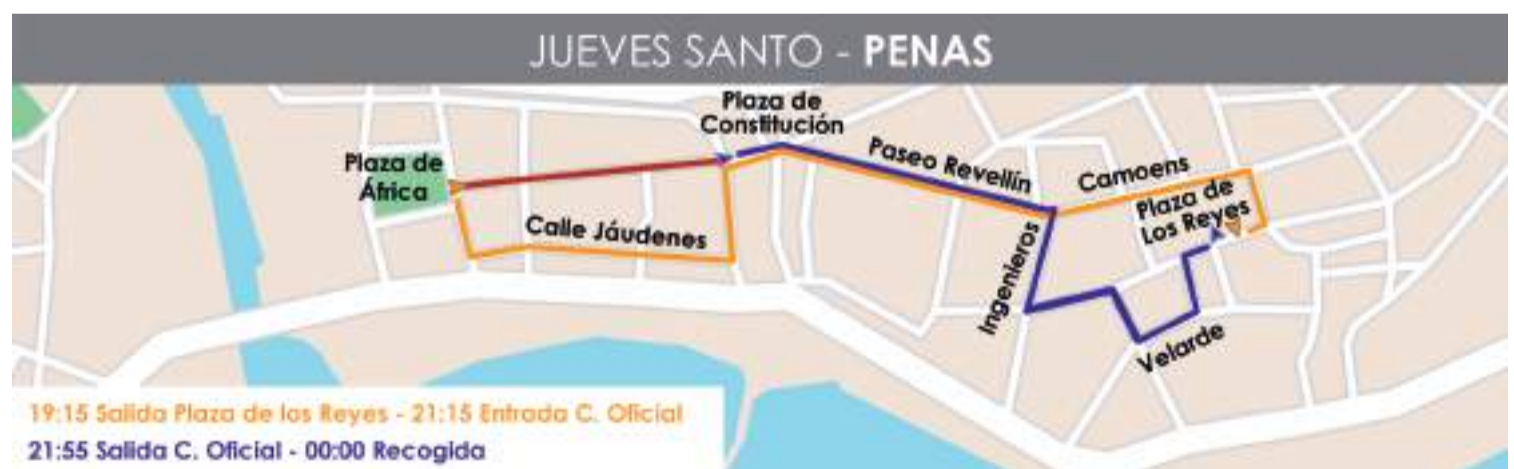 JUEVES SANTO - PENAS
Plaza de
Constitución
Plaza de
África
Paseo Revellín
Camoens
Plaza de
Los Reyes
Calle Jáudenes
Ingenieros
Velarde
19:15 Salida Plaza de los Reyes - 21:15 Entrada C. Oficial
21:55 Salida C. Oficial - 00:00 Recogida